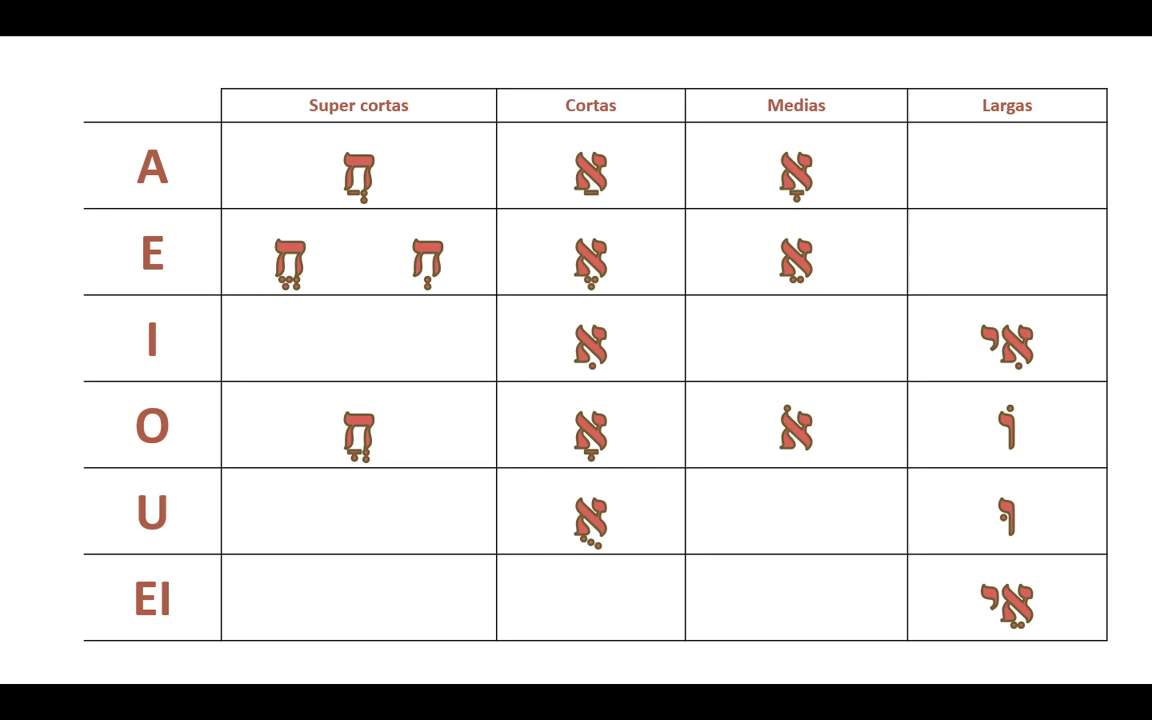 Super cortas Cortas Medias Largas
A חֲ אַ אָ
E חֱ חְ אֶ אֵ
I אִ אִי
O חֳ אָ אֹ וֹ
U אֻ וּ
EI אֵי